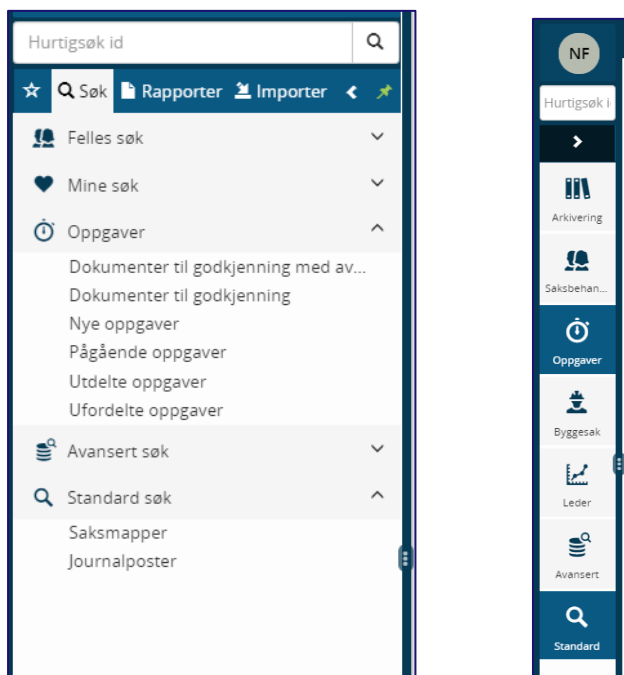 Hurtigsøk id
Søk Rapporter Importer
Felles søk
Mine søk
Oppgaver
Dokumenter til godkjenning med av...
Dokumenter til godkjenning
Nye oppgaver
Pågående oppgaver
Utdelte oppgaver
Ufordelte oppgaver
Avansert søk
Standard søk
Saksmapper
Journalposter
NF
Hurtigsøk i
Arkivering
Saksbehan...
Oppgaver
Byggesak
Leder
Avansert
Standard